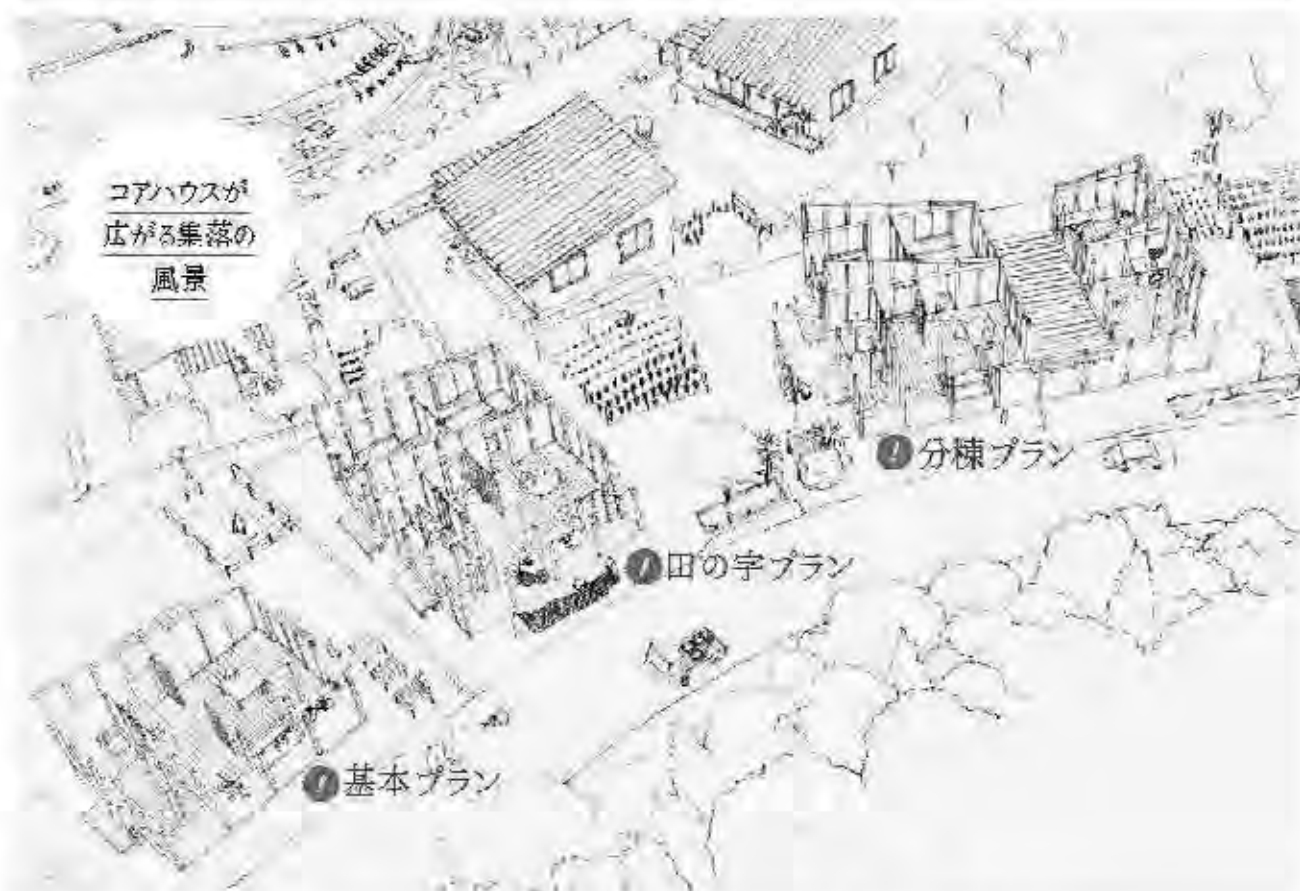 コアハウスが
広がる集落の
風景
分棟プラン
田の字プラン
基本プラン